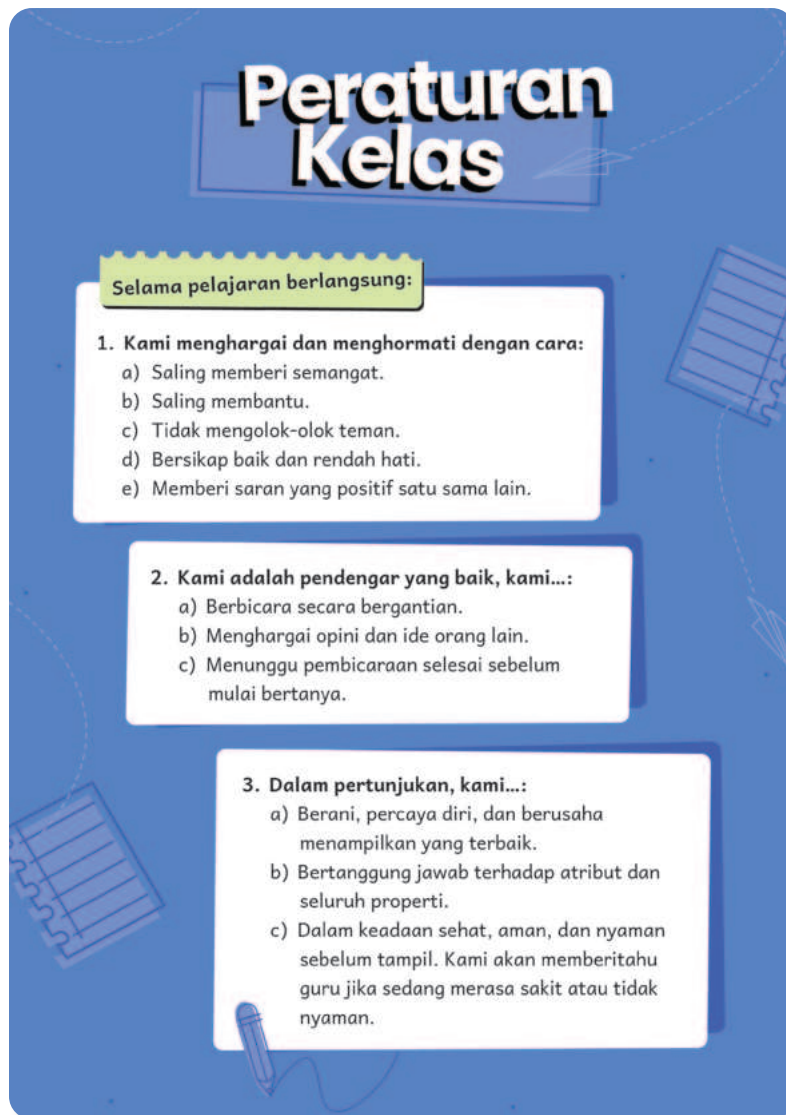 Peraturan
Kelas
Selama pelajaran berlangsung:
1. Kami menghargai dan menghormati dengan cara:
a) Saling memberi semangat.
b) Saling membantu.
c) Tidak mengolok-olok teman.
d) Bersikap baik dan rendah hati.
e) Memberi saran yang positif satu sama lain.
2. Kami adalah pendengar yang baik, kami...:
a) Berbicara secara bergantian.
b) Menghargai opini dan ide orang lain.
c) Menunggu pembicaraan selesai sebelum
mulai bertanya.
3. Dalam pertunjukan, kami...:
a) Berani, percaya diri, dan berusaha
menampilkan yang terbaik.
b) Bertanggung jawab terhadap atribut dan
seluruh properti.
c) Dalam keadaan sehat, aman, dan nyaman
sebelum tampil. Kami akan memberitahu
guru jika sedang merasa sakit atau tidak
nyaman.